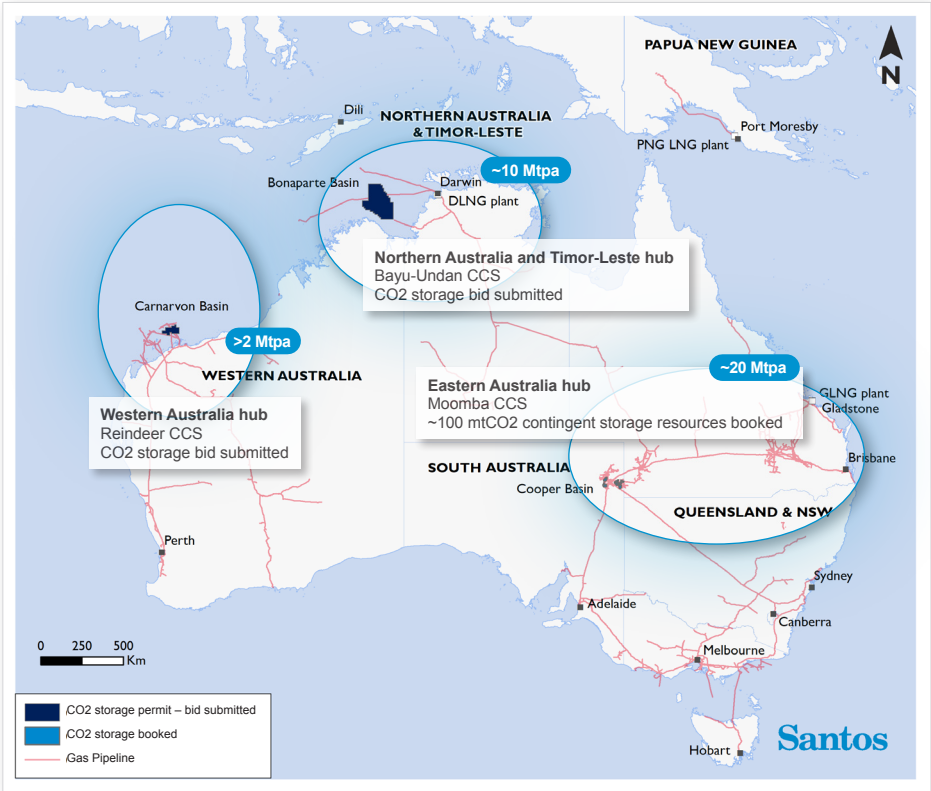 PAPUA NEW GUINEA
N
Dili
NORTHERN AUSTRALIA
& TIMOR-LESTE
Port Moresby
PNG LNG plant
~10 Mtpa
Bonaparte Basin
Darwin
DLNG plant
Northern Australia and Timor-Leste hub
Bayu-Undan CCS
CO2 storage bid submitted
Carnarvon Basin
>2 Mtpa
WESTERN AUSTRALIA
Western Australia hub
Reindeer CCS
CO2 storage bid submitted
~20 Mtpa
Eastern Australia hub
Moomba CCS
~100 mtCO2 contingent storage resources booked
GLNG plant
Gladstone
Brisbane
SOUTH AUSTRALIA
Cooper Basin
QUEENSLAND & NSW
Perth
Sydney
Adelaide
Canberra
Melbourne
Hobart
0 250 500
Km
CO2 storage permit – bid submitted
CO2 storage booked
Gas Pipeline
Santos